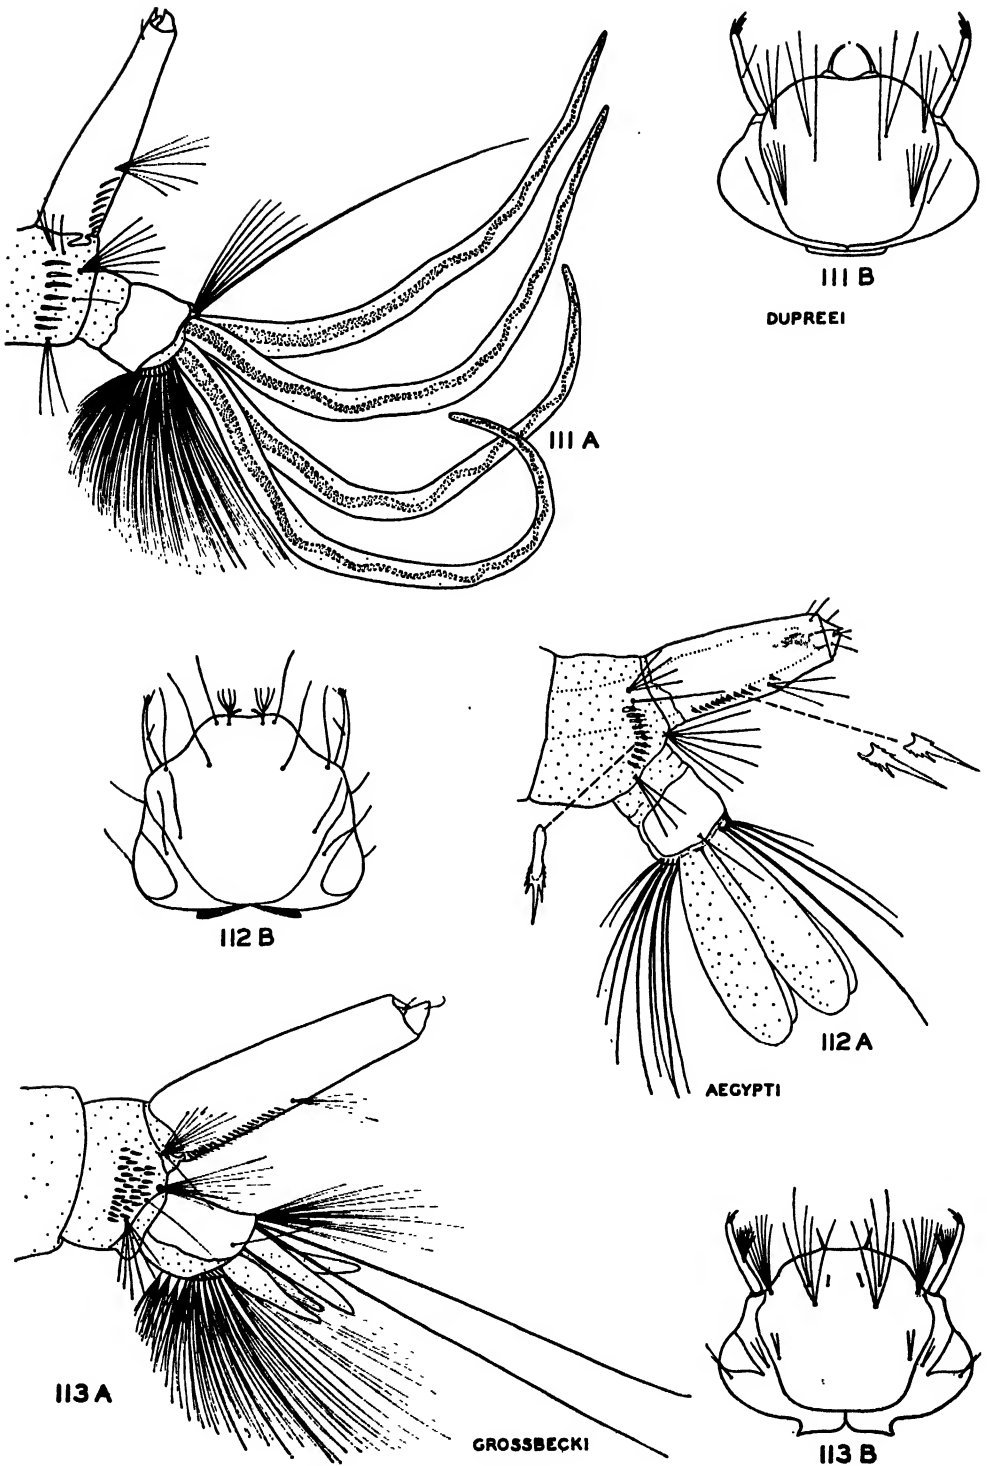 111 B
DUPREEI
111 A
112 B
112 A
AEGYPTI
113 A
GROSSBECKI
113 B